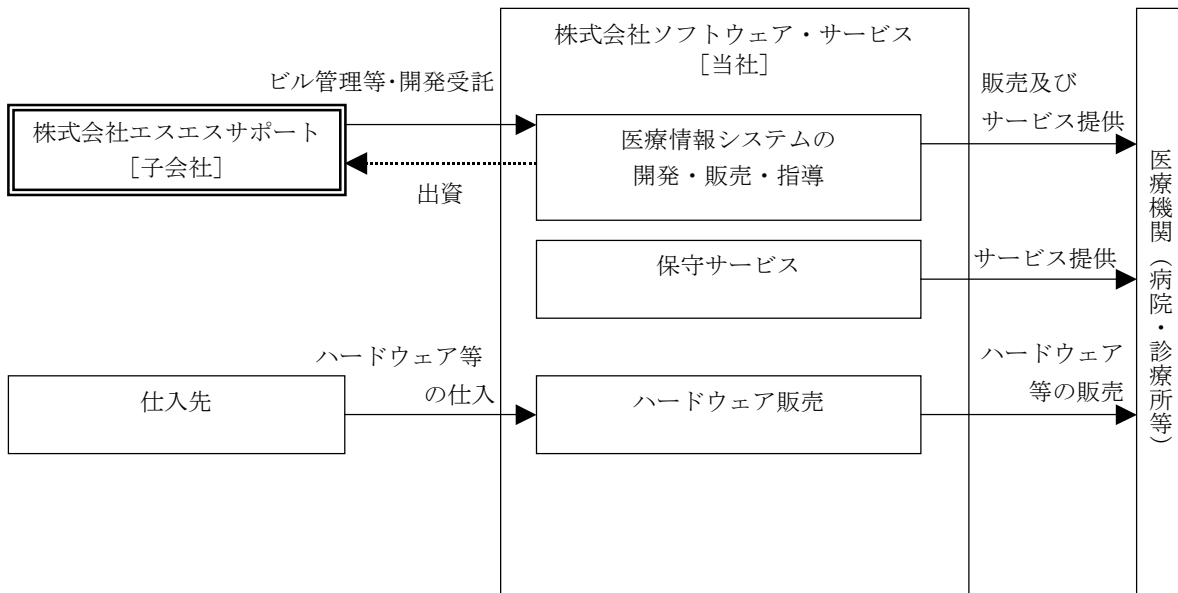 株式会社ソフトウェア・サービス
［当社］
ビル管理等・開発受託
販売及び
サービス提供
株式会社エスエスサポート
［子会社］
医療情報システムの
開発・販売・指導
出資
保守サービス
サービス提供
ハードウェア等
の仕入
ハードウェア
等の販売
仕入先
ハードウェア販売
医療機関（病院・診療所等）